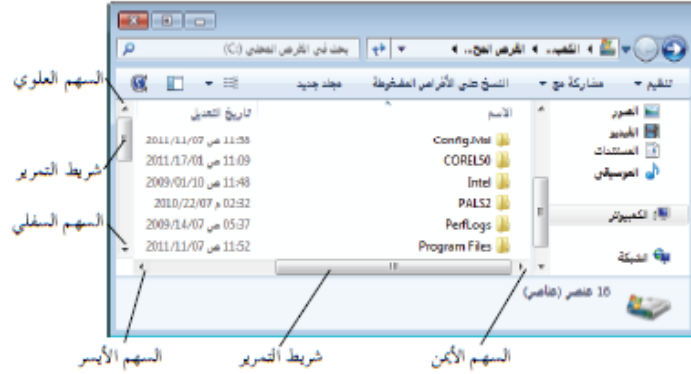 الكمبيـ.. القرص المحـ..
بحث في القرص المحلي (C:)
تنظيم مشاركة مع النسخ على الأقراص المضغوطة مجلد جديد
السهم العلوي
الاسم تاريخ التعديل
الصور
الفيديو
المستندات
الموسيقى
الكمبيوتر
الشبكة
Config.Msi 11:38 ص 2011/11/07
COREL50 11:09 ص 2011/17/01
Intel 11:48 ص 2009/01/10
PALS2 02:32 م 2010/22/07
PerfLogs 05:37 ص 2009/14/07
Program Files 11:52 ص 2011/11/07
شريط التمرير
السهم السفلي
16 عنصر (عناصر)
السهم الأيمن
شريط التمرير
السهم الأيسر